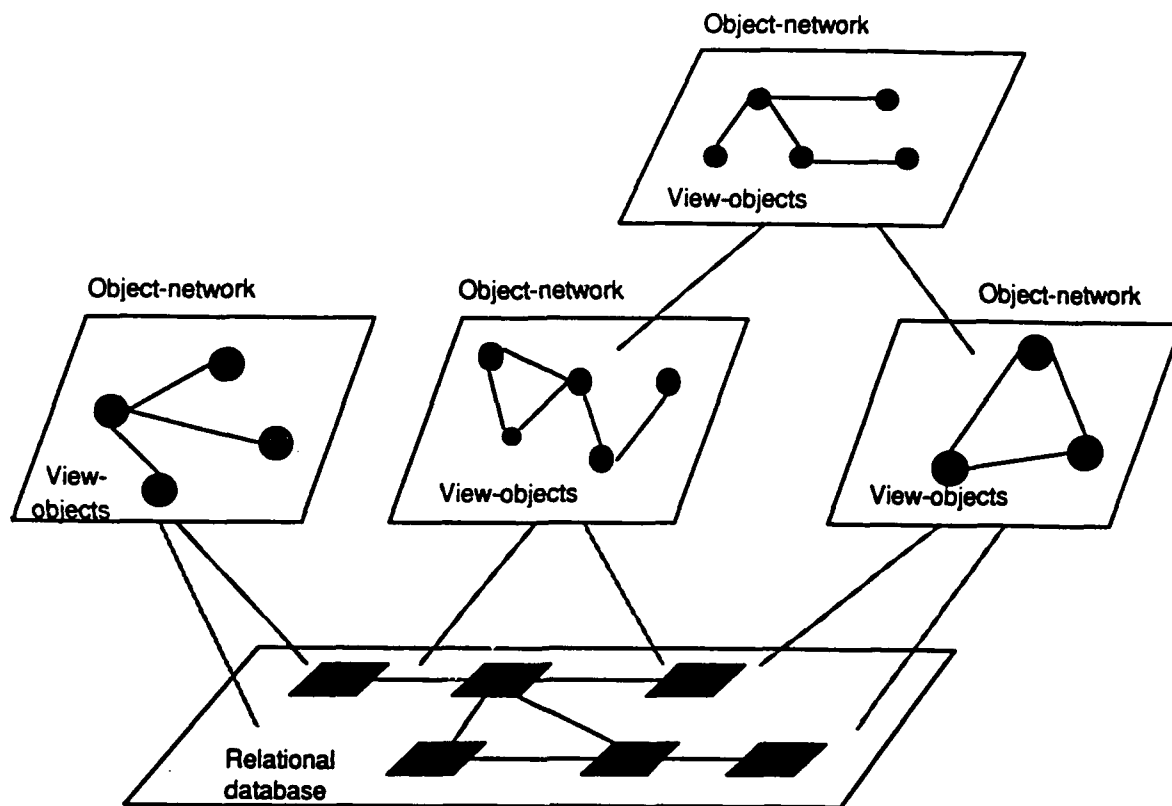 Object-network
View-objects
Object-network
Object-network
Object-network
View-
objects
View-objects
View-objects
Relational
database